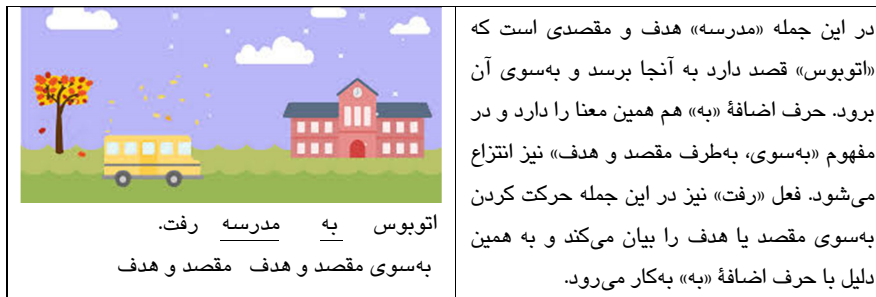 در این جمله «مدرسه» هدف و مقصدی است که
«اتوبوس» قصد دارد به آنجا برسد و به‌سوی آن
برود. حرف اضافهٔ «به» هم همین معنا را دارد و در
مفهوم «به‌سوی، به‌طرف مقصد و هدف» نیز انتزاع
می‌شود. فعل «رفت» نیز در این جمله حرکت کردن
به‌سوی مقصد یا هدف را بیان می‌کند و به همین
دلیل با حرف اضافهٔ «به» به‌کار می‌رود.
اتوبوس به مدرسه رفت.
به‌سوی مقصد و هدف مقصد و هدف